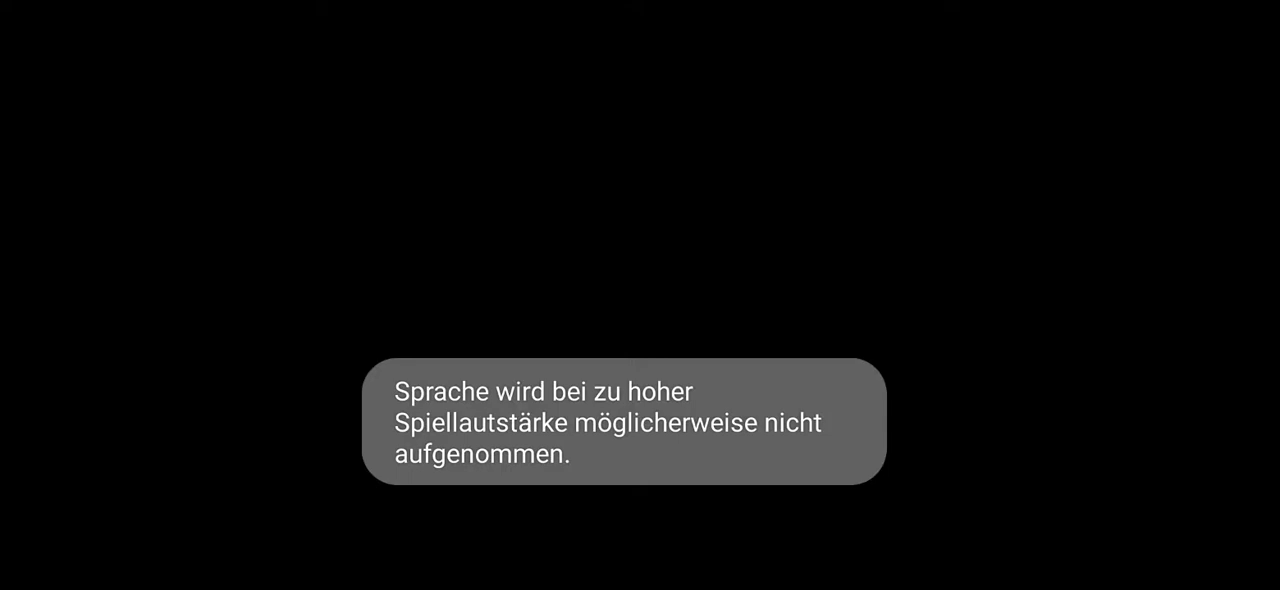 Sprache wird bei zu hoher
Spiellautstärke möglicherweise nicht
aufgenommen.